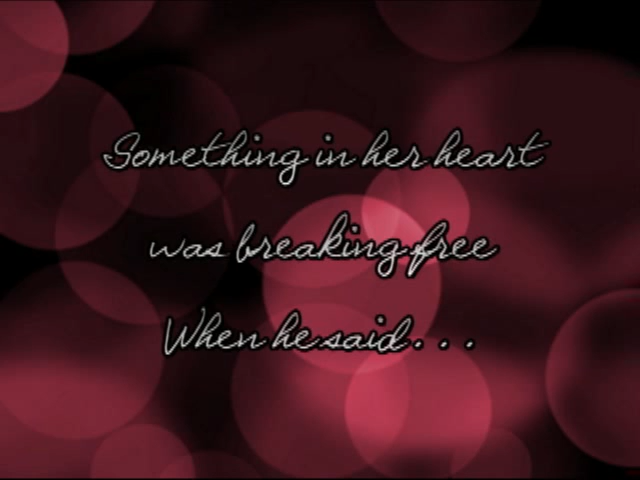 Something in her heart
was breaking free
When he said . . .